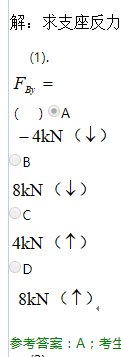 解：求支座反力
(1).
F_By =
(    ) A
－4kN（↓）
B
8kN（↓）
C
4kN（↑）
D
8kN（↑）.
参考答案：A；考生